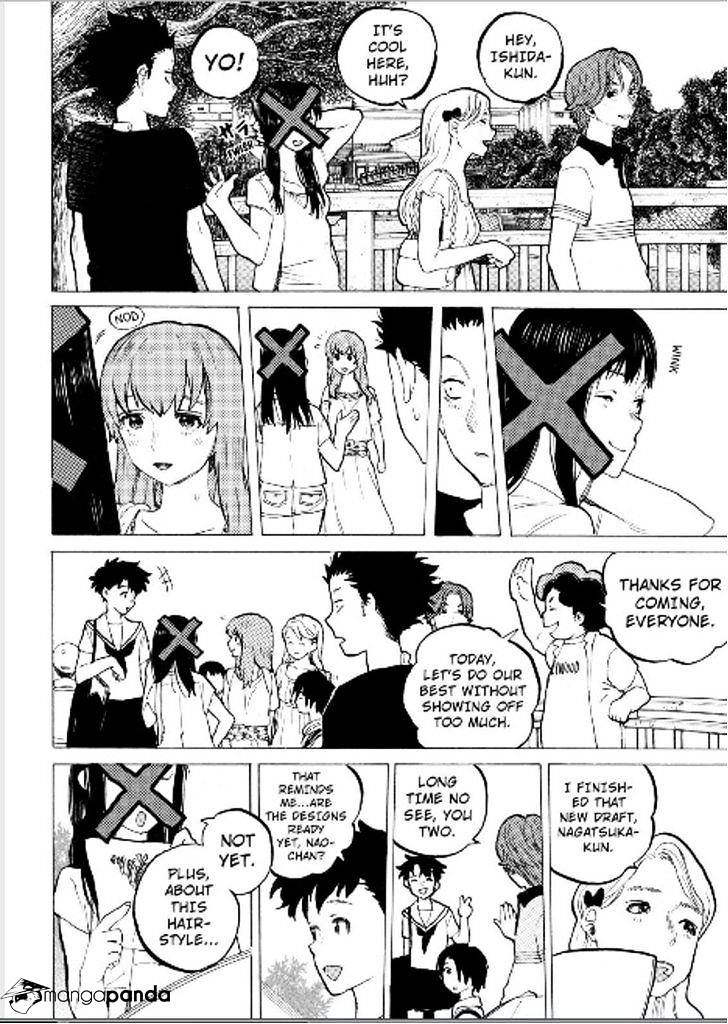 HEY,
ISHIDA-
KUN.
IT'S
COOL
HERE,
HUH?
YO!
TWIRL
WINK
NOD
THANKS FOR
COMING,
EVERYONE.
TODAY,
LET'S DO OUR
BEST WITHOUT
SHOWING OFF
TOO MUCH.
I FINISH-
ED THAT
NEW DRAFT,
NAGATSUKA-
KUN.
LONG
TIME NO
SEE, YOU
TWO.
THAT
REMINDS
ME...ARE
THE DESIGNS
READY
YET, NAO-
CHAN?
NOT
YET.
PLUS,
ABOUT
THIS
HAIR-
STYLE...
mangapanda